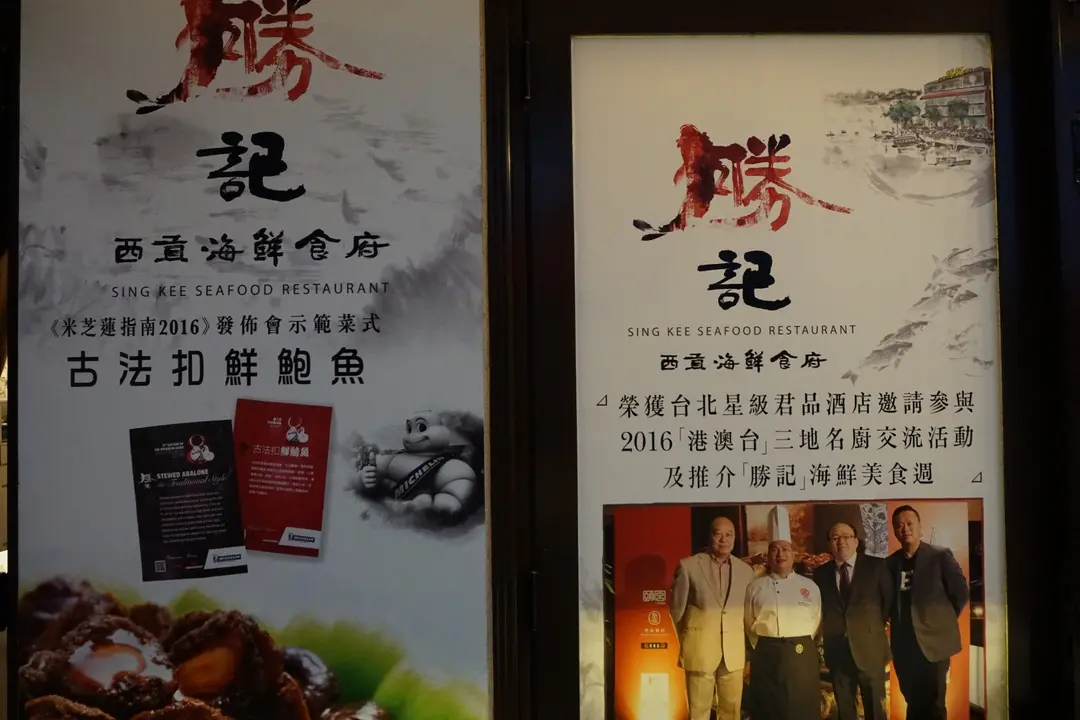 勝
記
西貢海鮮食府
SING KEE SEAFOOD RESTAURANT
《米芝蓮指南2016》發佈會示範菜式
古法扣鮮鮑魚
STEWED ABALONE
in Traditional Style
古法扣鮮鮑魚
MICHELIN
勝
記
SING KEE SEAFOOD RESTAURANT
西貢海鮮食府
榮獲台北星級君品酒店邀請參與
2016「港澳台」三地名廚交流活動
及推介「勝記」海鮮美食週